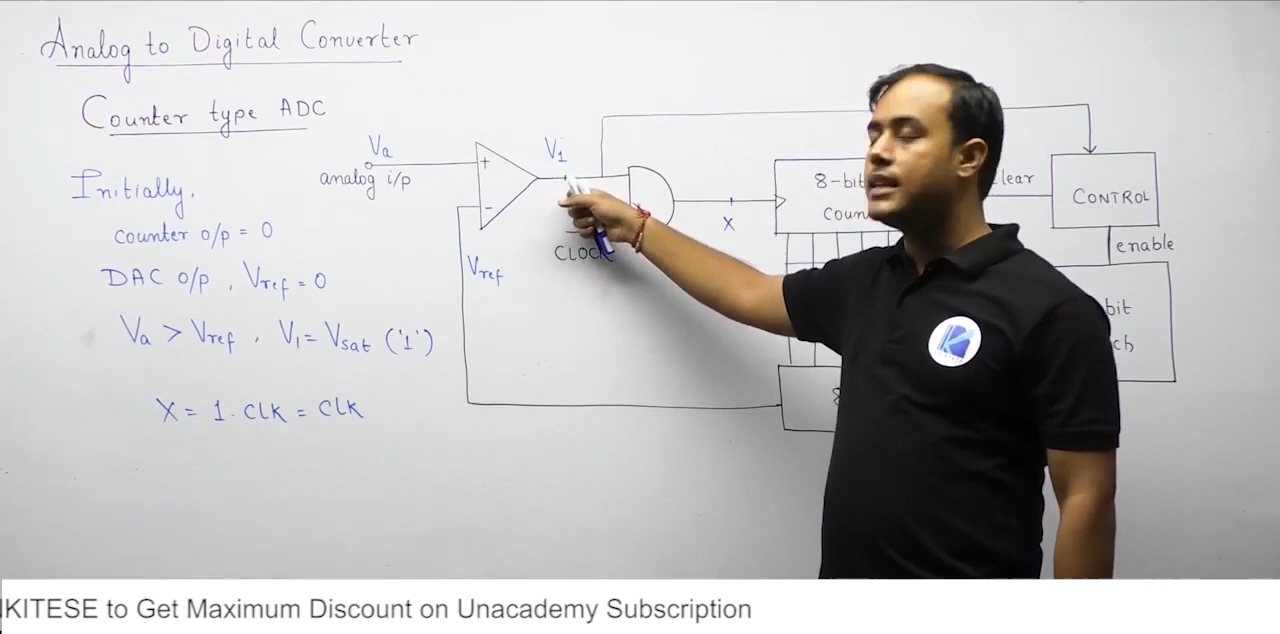 Analog to Digital Converter
Counter type ADC
Va
analog i/p
+
-
V1
Vref
CLOCK
X
8-bit
clear
CONTROL
enable
Initially,
counter o/p = 0
DAC o/p, Vref = 0
Va > Vref, V1 = Vsat ('1')
X = 1. CLK = CLK
8
bit
KITESE to Get Maximum Discount on Unacademy Subscription